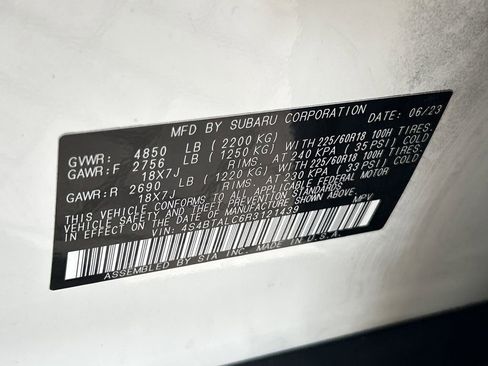 MFD BY SUBARU CORPORATION DATE: 06/23
GVWR: 4850 LB ( 2200 KG)
GAWR:F 2756 LB ( 1250 KG) WITH 225/60R18 100H TIRES.
18X7J RIMS. AT 240 KPA ( 35 PSI) COLD
GAWR:R 2690 LB ( 1220 KG) WITH 225/60R18 100H TIRES.
18X7J RIMS. AT 230 KPA ( 33 PSI) COLD
THIS VEHICLE CONFORMS TO ALL APPLICABLE FEDERAL MOTOR
VEHICLE SAFETY STANDARDS
IN EFFECT ON THE DATE OF MANUFACTURE SHOWN ABOVE.
VIN: 4S4BTALC6R3121439 MPV
ASSEMBLED BY SIA INC. MADE IN U.S.A.